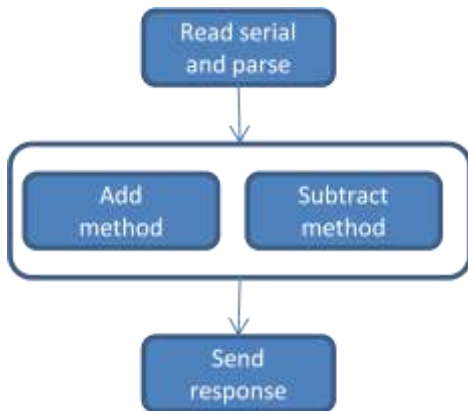 Read serial
and parse
Add
method
Subtract
method
Send
response